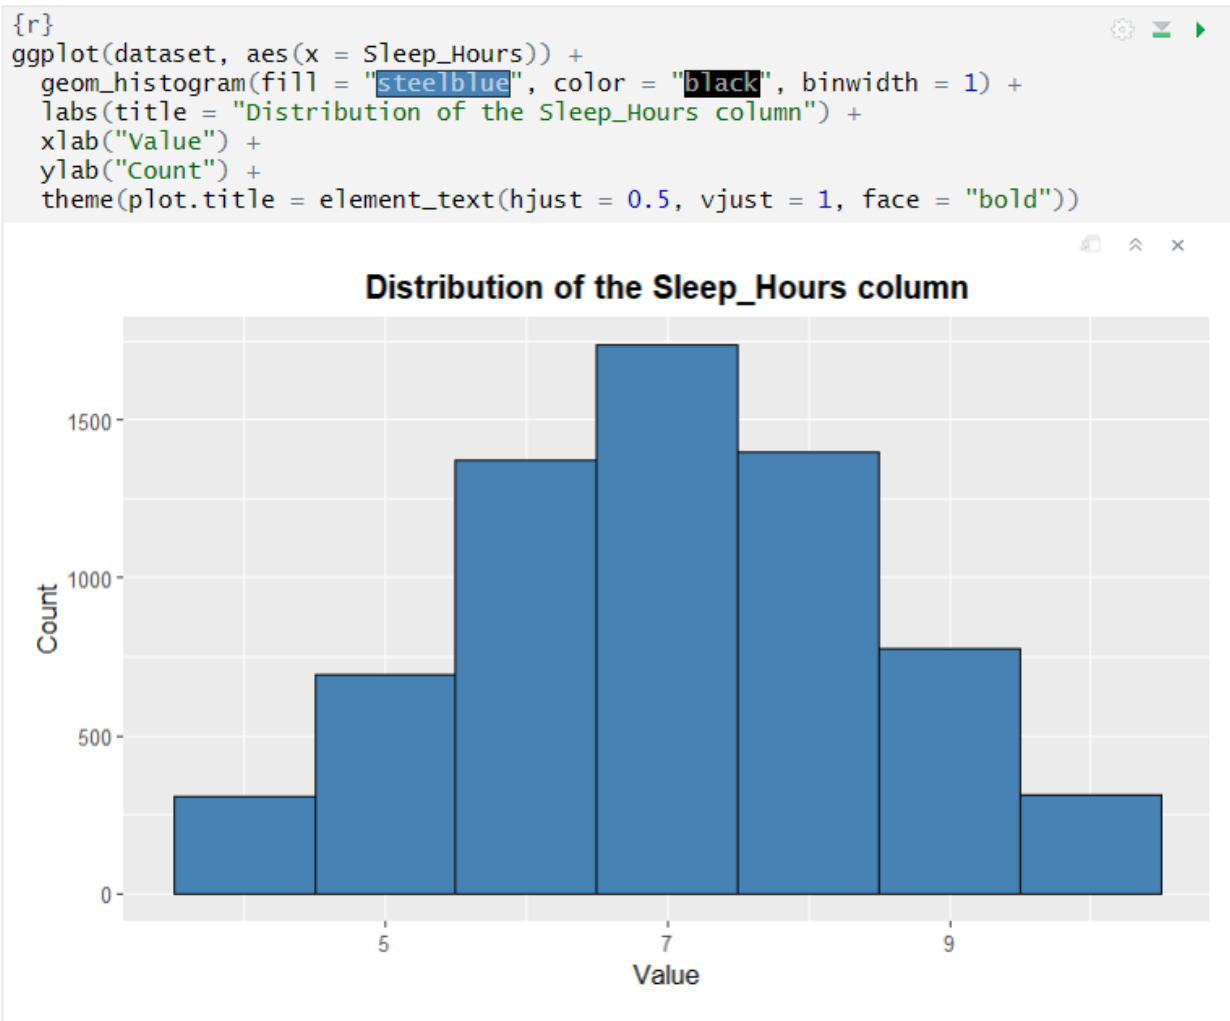 {r}
ggplot(dataset, aes(x = Sleep_Hours)) +
  geom_histogram(fill = "steelblue", color = "black", binwidth = 1) +
  labs(title = "Distribution of the Sleep_Hours column") +
  xlab("Value") +
  ylab("Count") +
  theme(plot.title = element_text(hjust = 0.5, vjust = 1, face = "bold"))
Distribution of the Sleep_Hours column
1500
1000
500
0
Count
5 7 9
Value